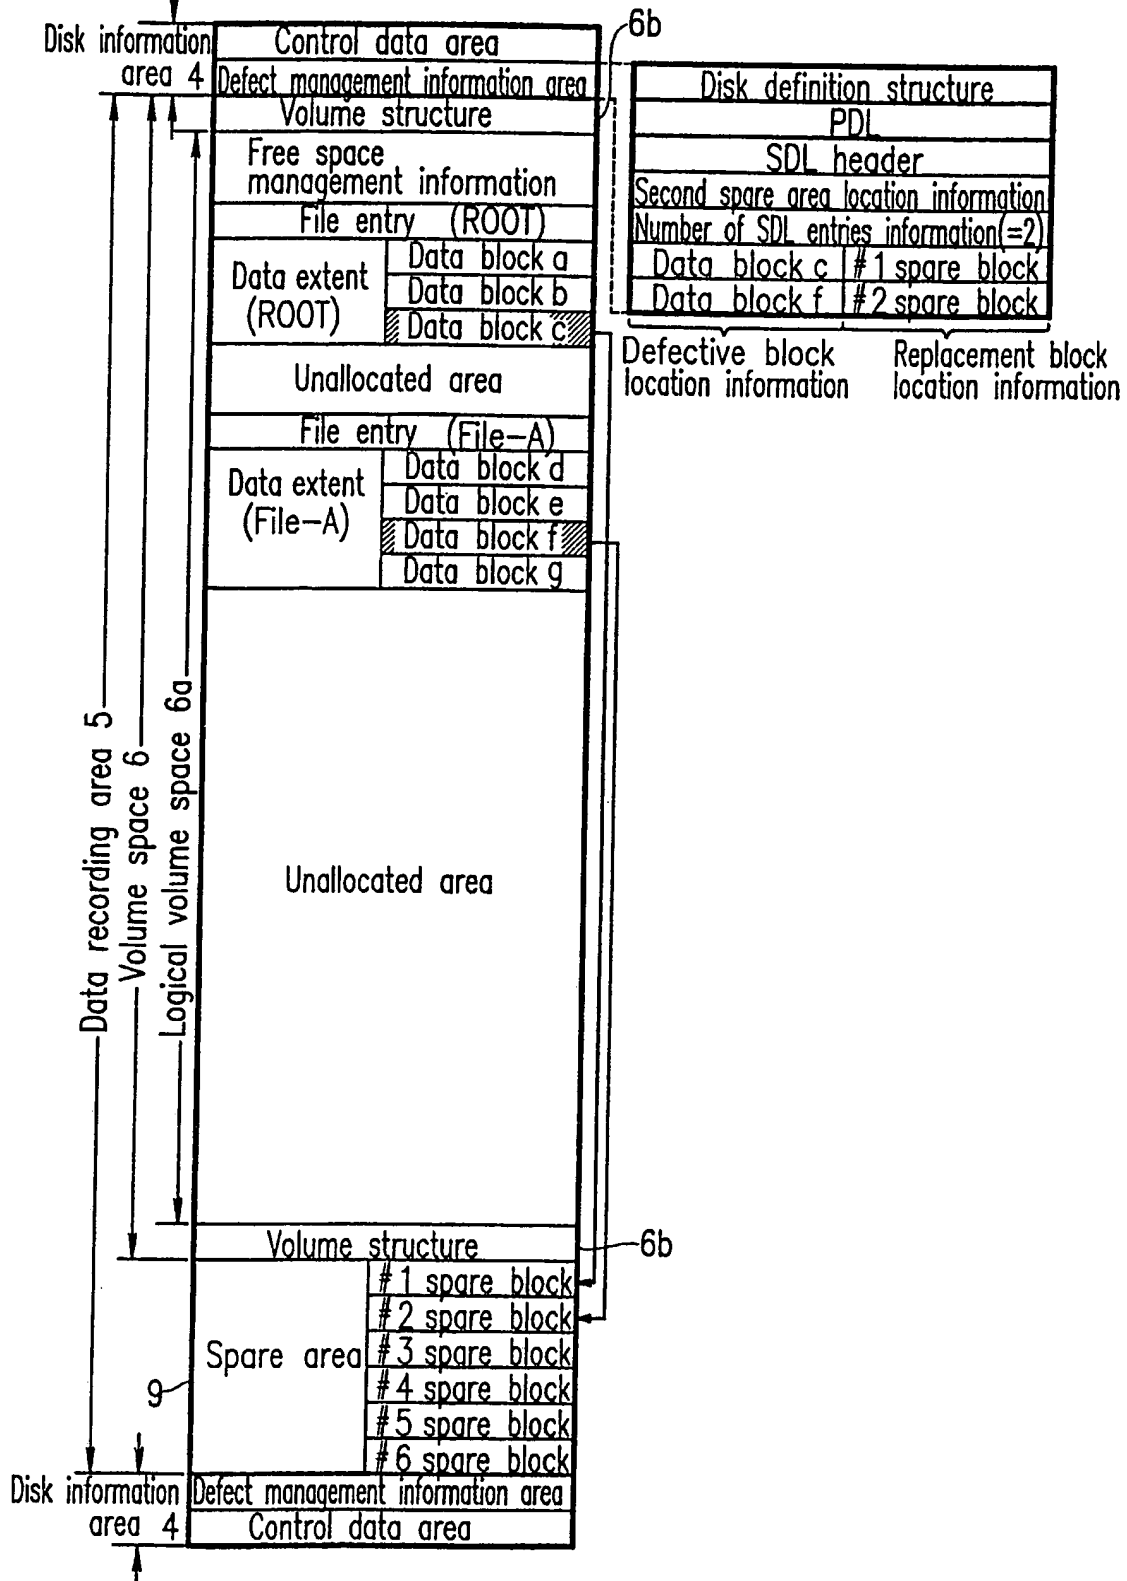 6b
Disk information
area 4
Control data area
Defect management information area
Volume structure
Free space
management information
File entry (ROOT)
Data extent
(ROOT)
Data block a
Data block b
Data block c
Unallocated area
File entry (File-A)
Data extent
(File-A)
Data block d
Data block e
Data block f
Data block g
Unallocated area
Disk definition structure
PDL
SDL header
Second spare area location information
Number of SDL entries information(=2)
Data block c #1 spare block
Data block f #2 spare block
Defective block
location information
Replacement block
location information
Data recording area 5
Volume space 6
Logical volume space 6a
Volume structure
6b
Spare area
9
#1 spare block
#2 spare block
#3 spare block
#4 spare block
#5 spare block
#6 spare block
Disk information
area 4
Defect management information area
Control data area